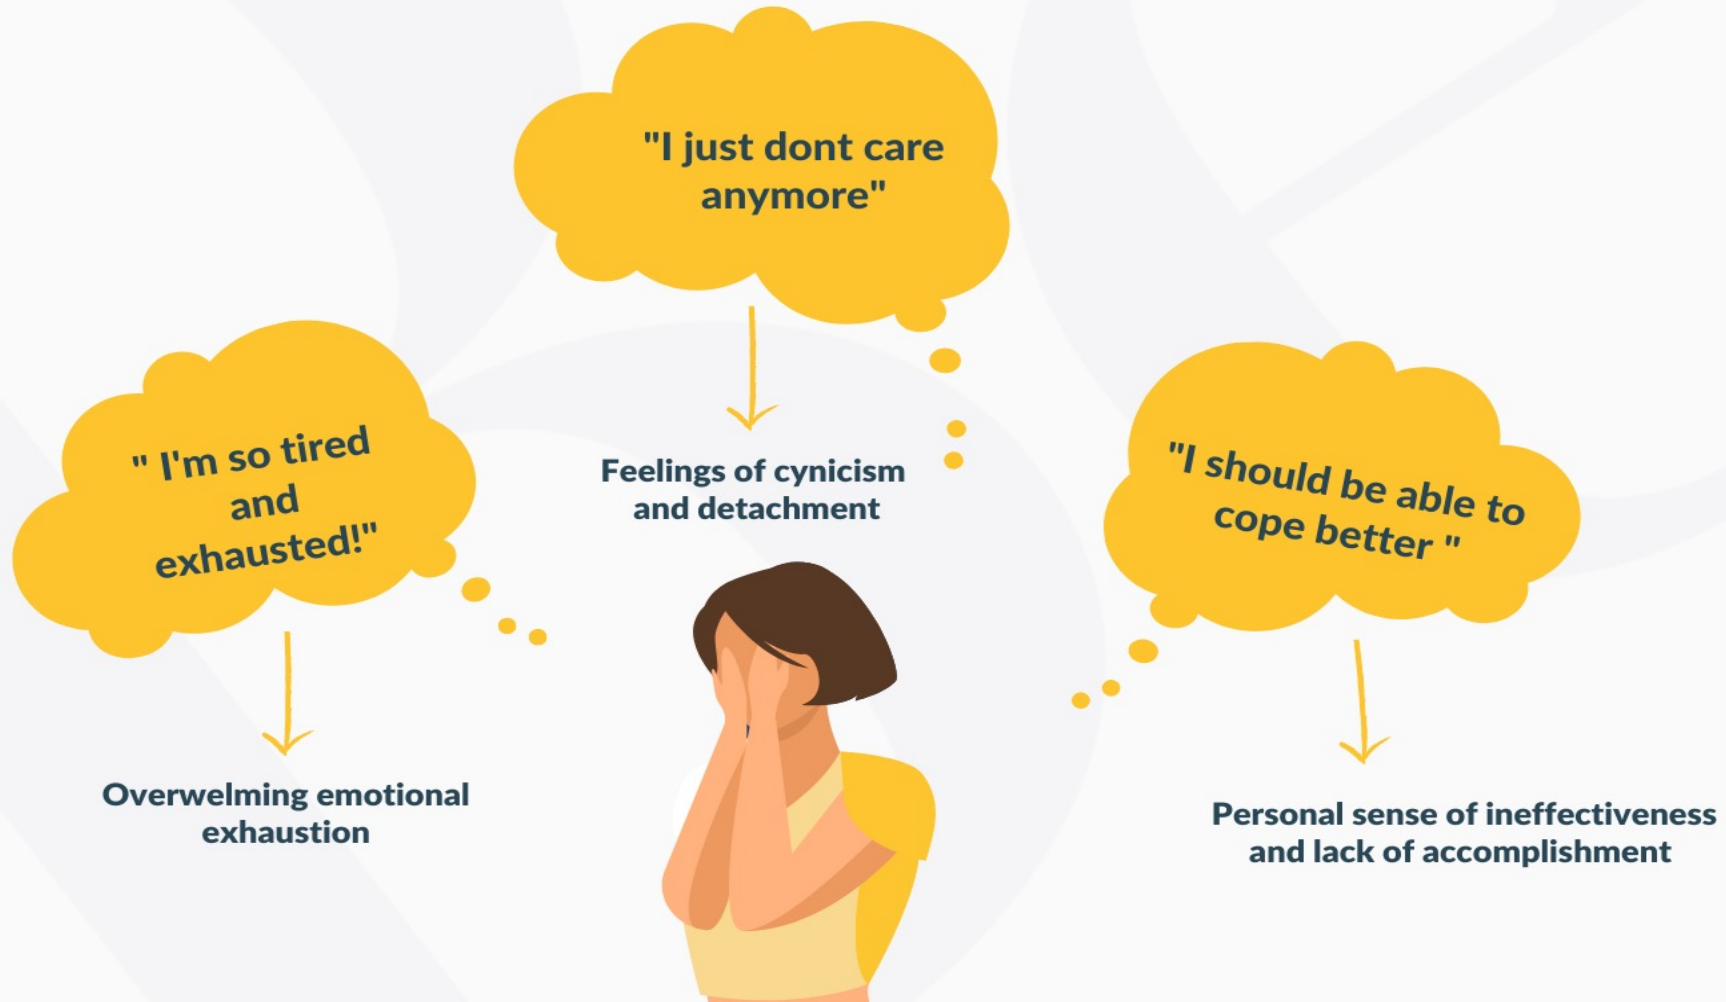 "I just dont care
anymore"
Feelings of cynicism
and detachment
" I'm so tired
and
exhausted!"
Overwelming emotional
exhaustion
"I should be able to
cope better "
Personal sense of ineffectiveness
and lack of accomplishment